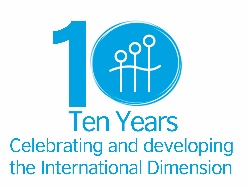 10
Ten Years
Celebrating and developing
the International Dimension